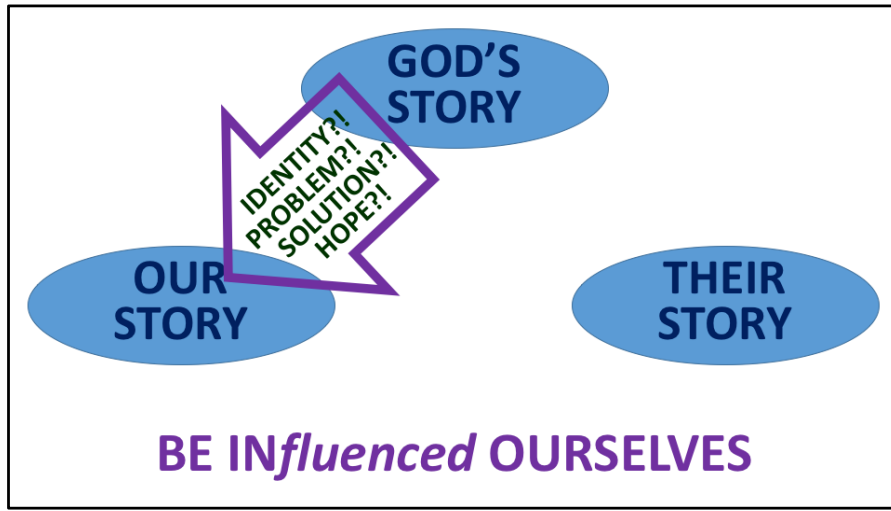 GOD'S
STORY
IDENTITY?!
PROBLEM?!
SOLUTION?!
HOPE?!
OUR
STORY
THEIR
STORY
BE INfluenced OURSELVES